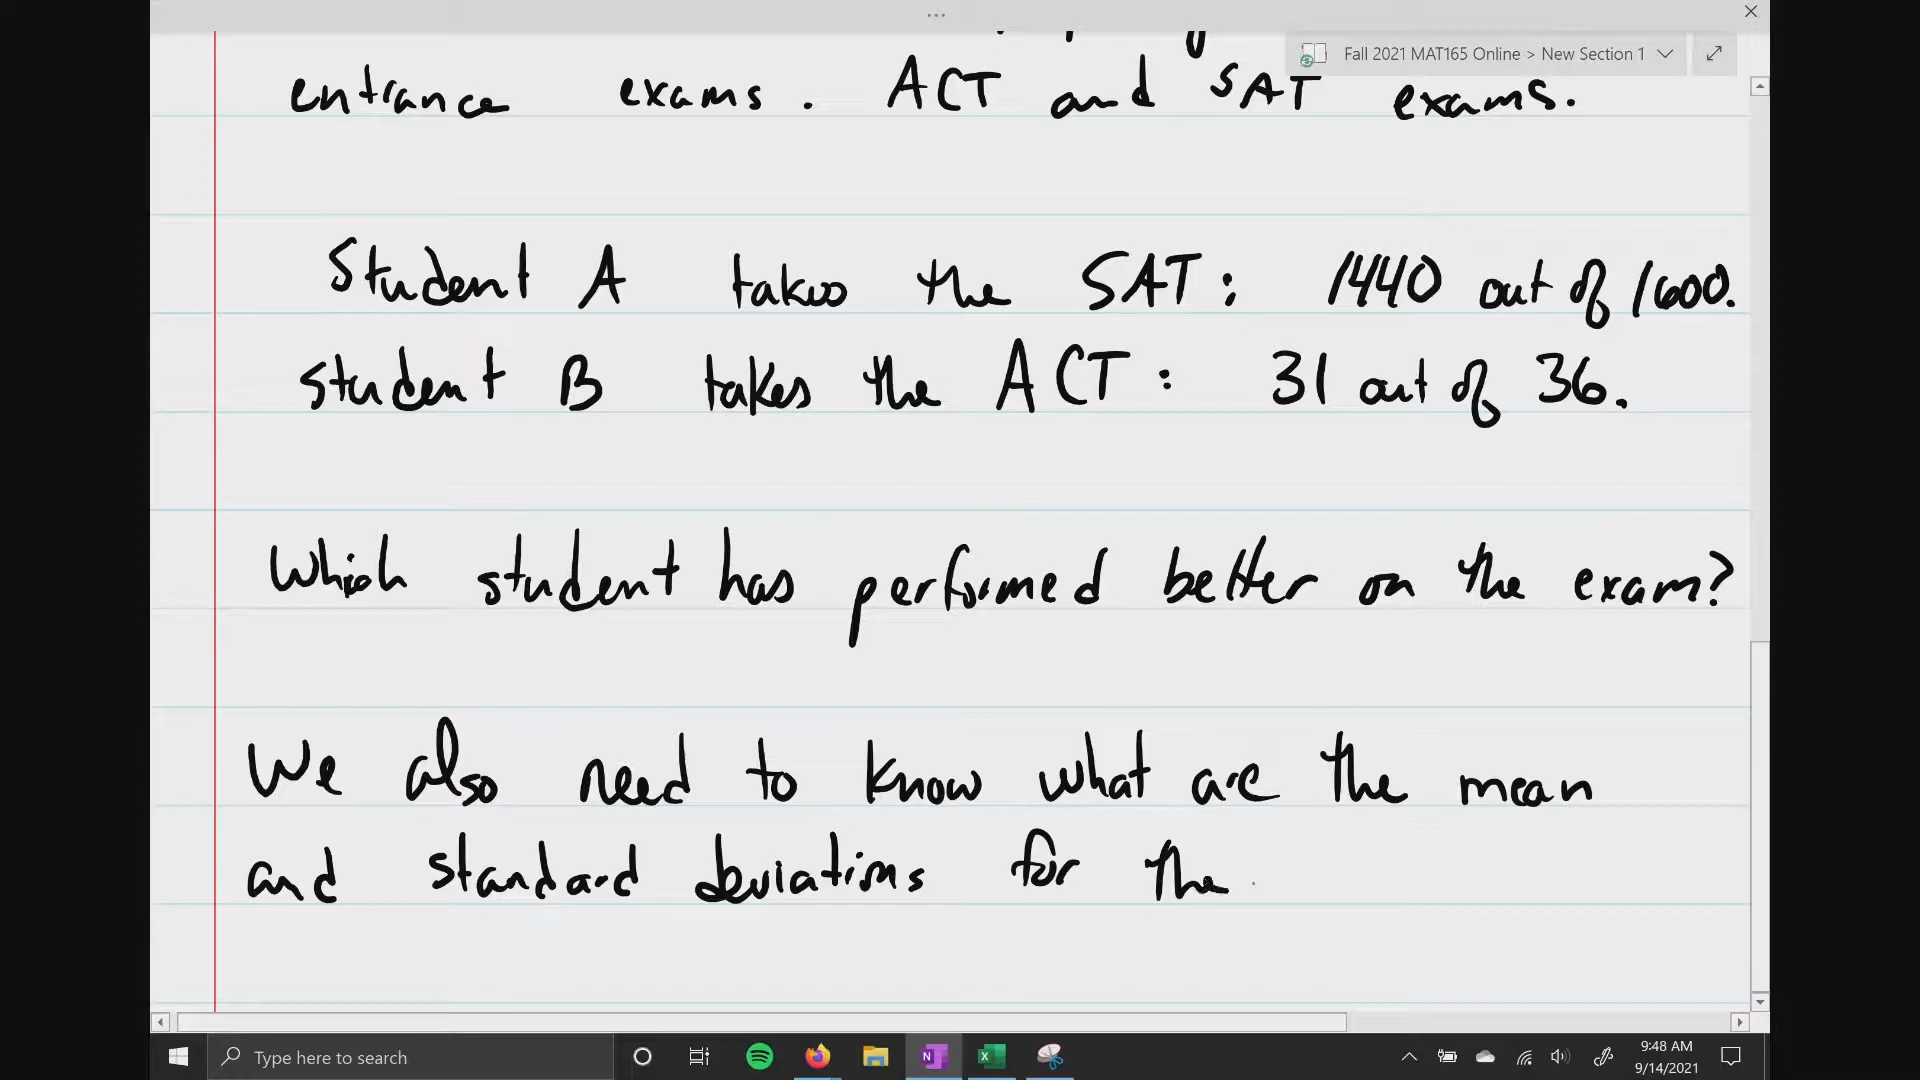 Fall 2021 MAT165 Online > New Section 1
entrance exams. ACT and SAT exams.
Student A takes the SAT: 1440 out of 1600.
student B takes the ACT: 31 out of 36.
Which student has performed better on the exam?
We also need to know what are the mean
and standard deviations for the
Type here to search
9:48 AM
9/14/2021